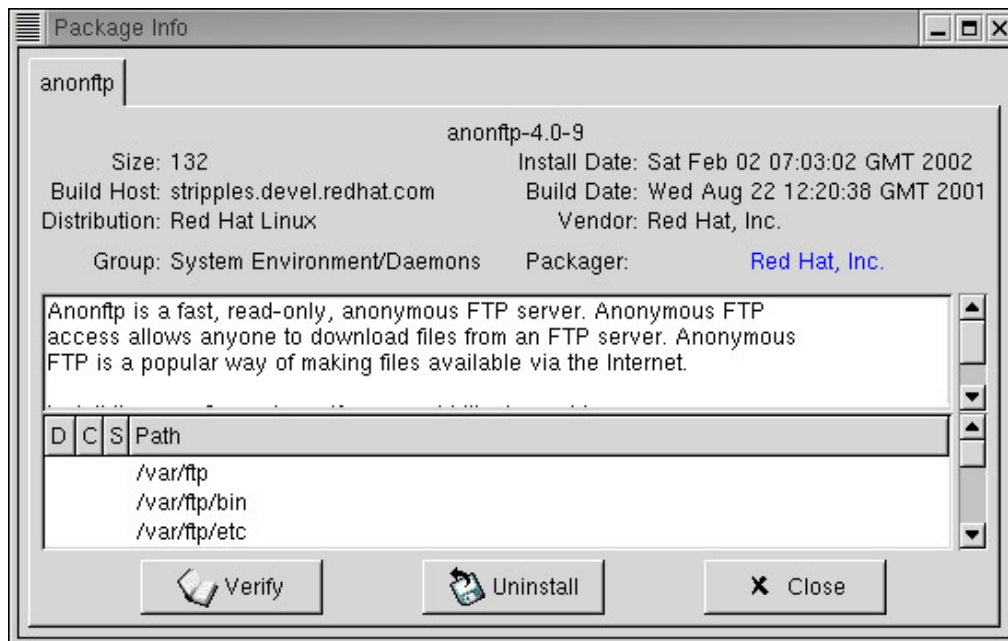 Package Info
anonftp
anonftp-4.0-9
Size: 132
Install Date: Sat Feb 02 07:03:02 GMT 2002
Build Host: stripples.devel.redhat.com
Build Date: Wed Aug 22 12:20:38 GMT 2001
Distribution: Red Hat Linux
Vendor: Red Hat, Inc.
Group: System Environment/Daemons
Packager: Red Hat, Inc.
Anonftp is a fast, read-only, anonymous FTP server. Anonymous FTP
access allows anyone to download files from an FTP server. Anonymous
FTP is a popular way of making files available via the Internet.
D C S Path
/var/ftp
/var/ftp/bin
/var/ftp/etc
Verify
Uninstall
Close